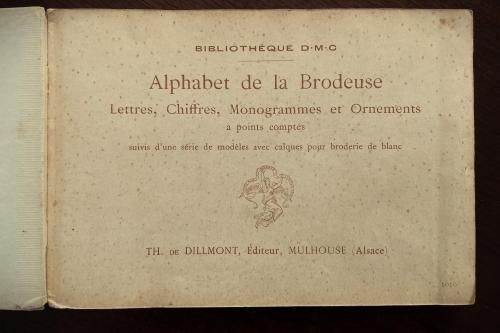 BIBLIOTHÉQUE D·M·C
Alphabet de la Brodeuse
Lettres, Chiffres, Monogrammes et Ornements
a points comptés
suivis d'une série de modèles avec calques pour broderie de blanc
TH. DE DILLMONT, Éditeur, MULHOUSE (Alsace)